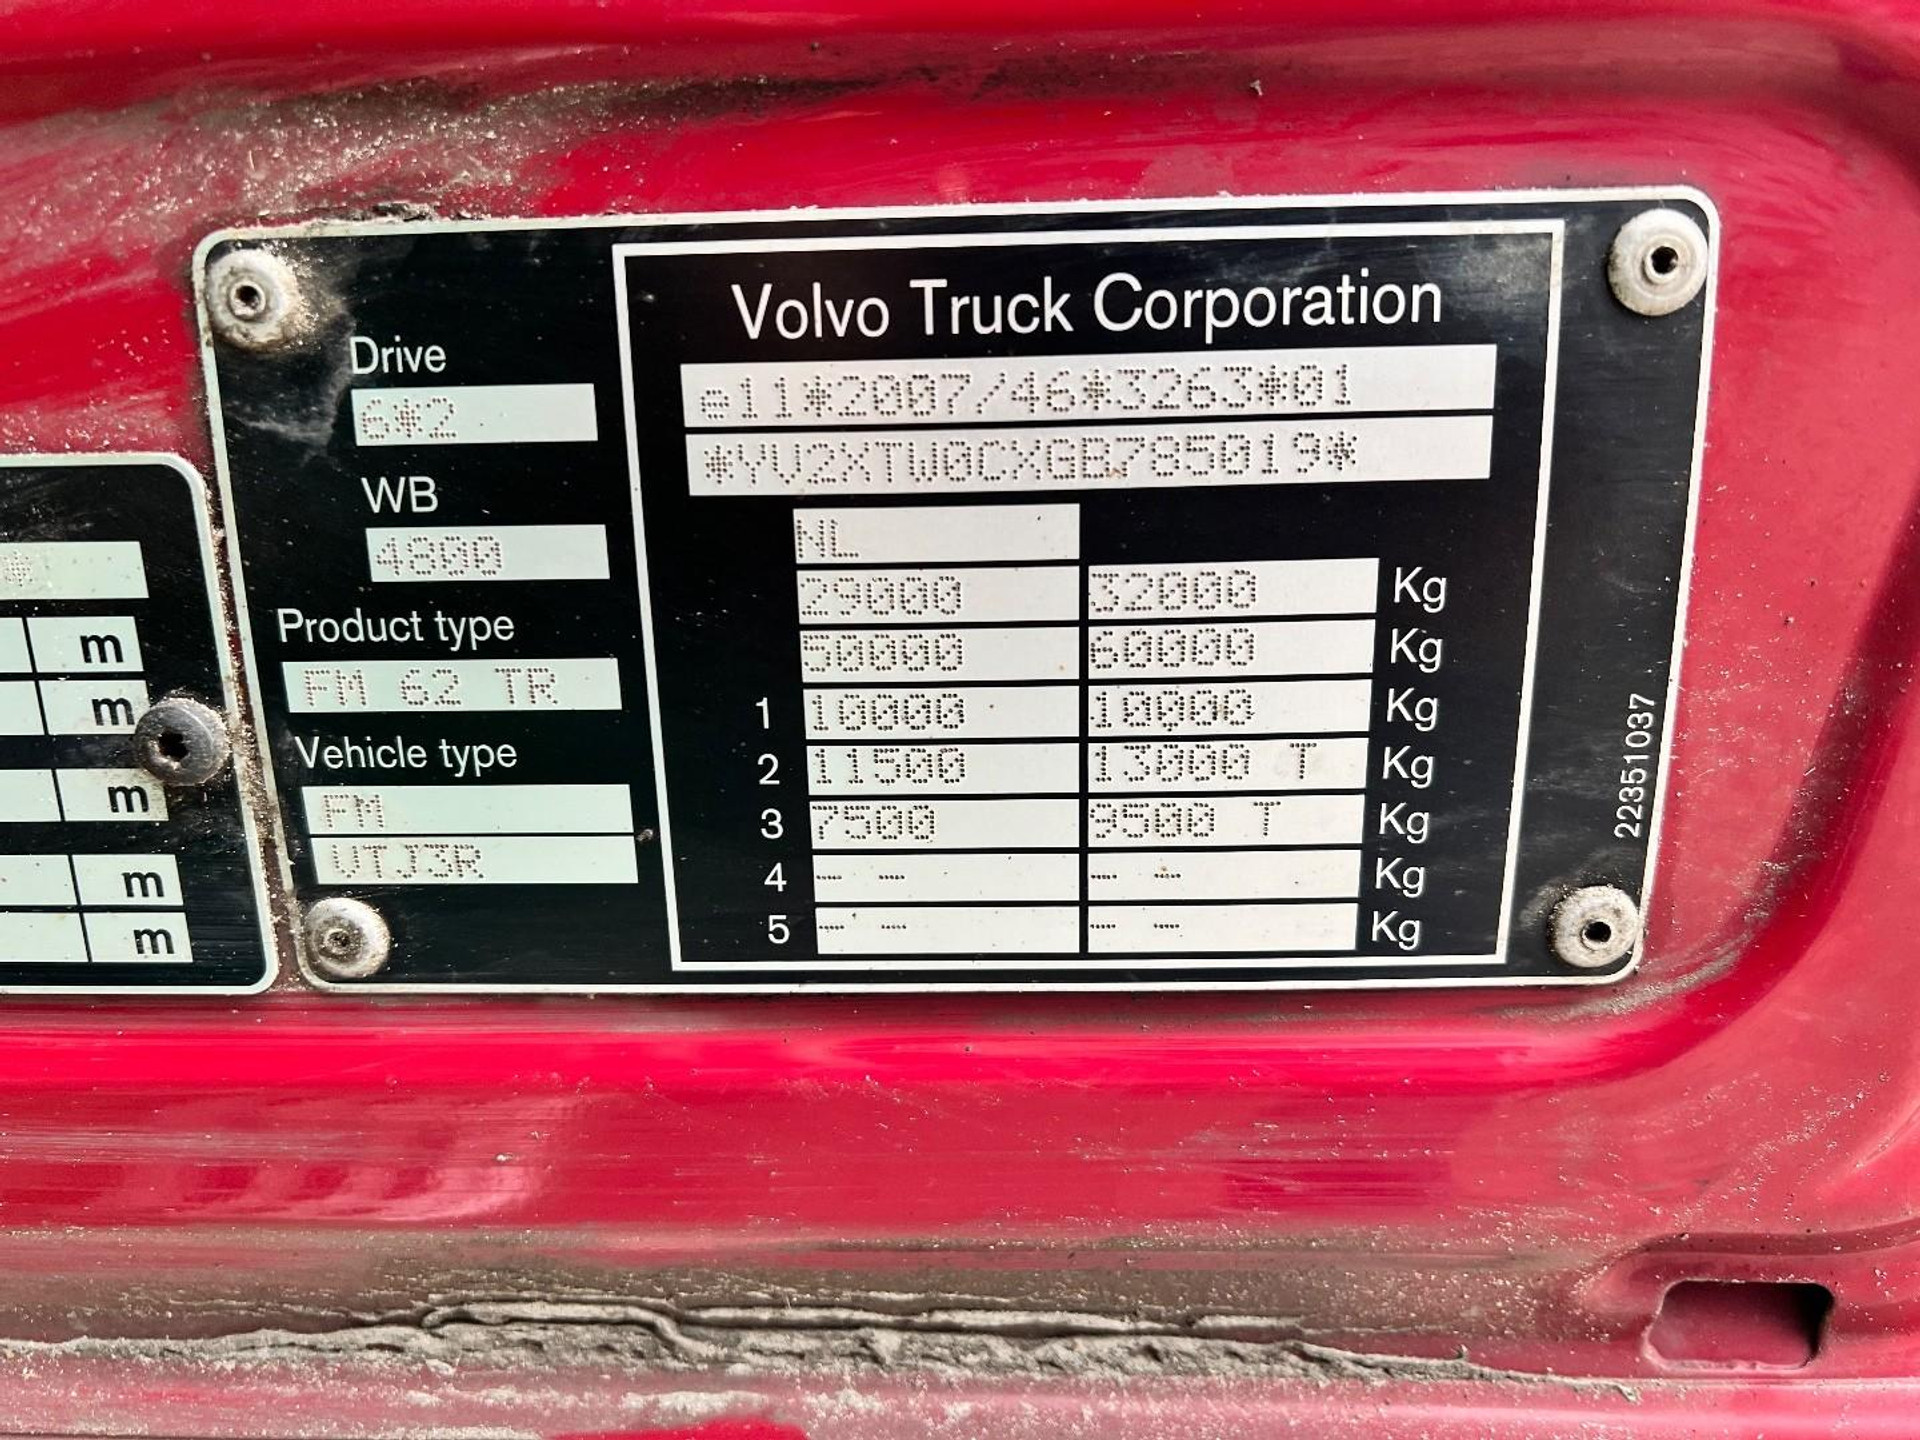 Volvo Truck Corporation
e11*2007/46*3263*01
*YV2XTW0CXGB785019*
Drive
6*2
WB
4800
Product type
FM 62 TR
Vehicle type
FM
VTJ3R
NL
29000 32000 Kg
50000 60000 Kg
1 10000 10000 Kg
2 11500 13000 T Kg
3 7500 9500 T Kg
4 -- -- -- -- Kg
5 -- -- -- -- Kg
22351037
*
m
m
m
m
m